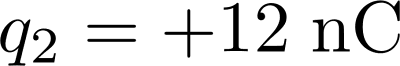 q₂ = +12 nC